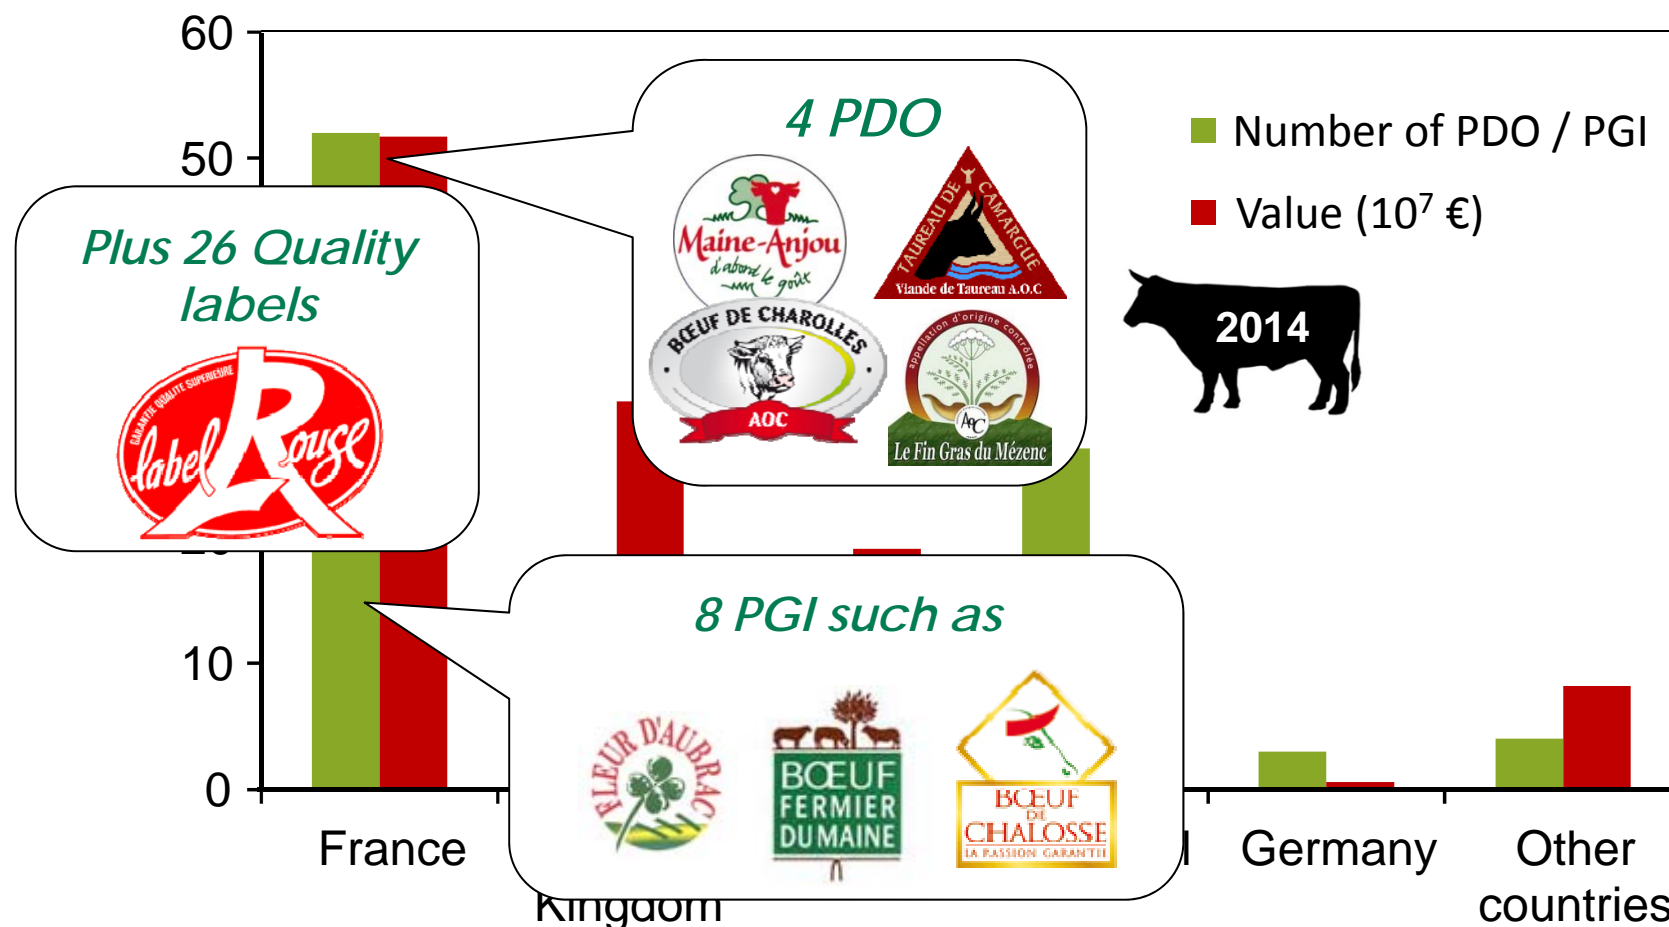 60
50
10
0
4 PDO
Maine-Anjou
d'abord le goût
TAUREAU DE CAMARGUE
Viande de Taureau A.O.C
BŒUF DE CHAROLLES
AOC
appellation d'origine contrôlée
AOC
Le Fin Gras du Mézenc
Number of PDO / PGI
Value (10⁷ €)
2014
Plus 26 Quality
labels
GARANTIE QUALITE SUPERIEURE
label Rouge
8 PGI such as
FLEUR D'AUBRAC
BŒUF
FERMIER
DU MAINE
BŒUF
DE
CHALOSSE
LA PASSION GARANTIE
France
Kingdom
Germany
Other
countries